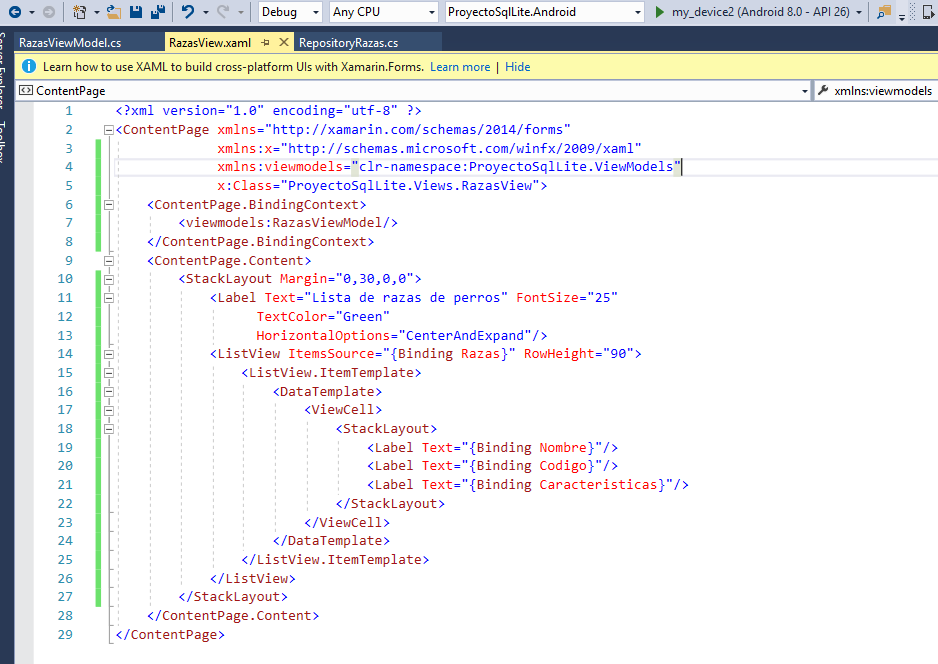 Debug Any CPU ProyectoSqlLite.Android my_device2 (Android 8.0 - API 26)
Server Explorer
Toolbox
RazasViewModel.cs RazasView.xaml RepositoryRazas.cs
Learn how to use XAML to build cross-platform UIs with Xamarin.Forms. Learn more | Hide
ContentPage xmlns:viewmodels
1 <?xml version="1.0" encoding="utf-8" ?>
2 <ContentPage xmlns="http://xamarin.com/schemas/2014/forms"
3 xmlns:x="http://schemas.microsoft.com/winfx/2009/xaml"
4 xmlns:viewmodels="clr-namespace:ProyectoSqlLite.ViewModels"
5 x:Class="ProyectoSqlLite.Views.RazasView">
6 <ContentPage.BindingContext>
7 <viewmodels:RazasViewModel/>
8 </ContentPage.BindingContext>
9 <ContentPage.Content>
10 <StackLayout Margin="0,30,0,0">
11 <Label Text="Lista de razas de perros" FontSize="25"
12 TextColor="Green"
13 HorizontalOptions="CenterAndExpand"/>
14 <ListView ItemsSource="{Binding Razas}" RowHeight="90">
15 <ListView.ItemTemplate>
16 <DataTemplate>
17 <ViewCell>
18 <StackLayout>
19 <Label Text="{Binding Nombre}"/>
20 <Label Text="{Binding Codigo}"/>
21 <Label Text="{Binding Caracteristicas}"/>
22 </StackLayout>
23 </ViewCell>
24 </DataTemplate>
25 </ListView.ItemTemplate>
26 </ListView>
27 </StackLayout>
28 </ContentPage.Content>
29 </ContentPage>